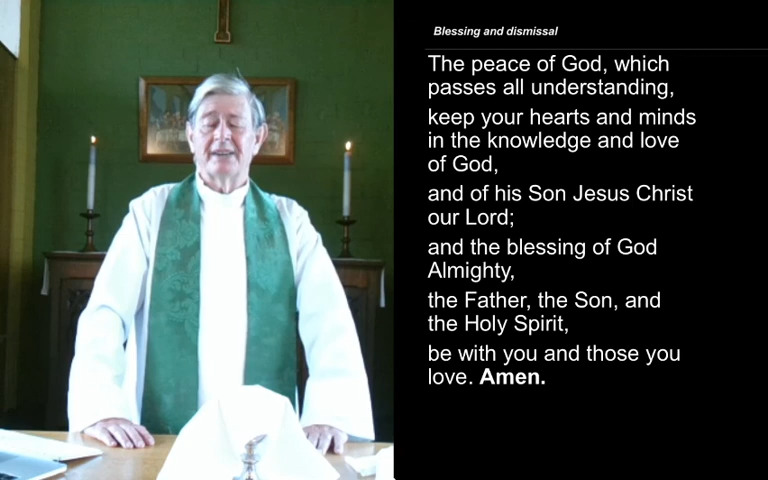 Blessing and dismissal
The peace of God, which
passes all understanding,
keep your hearts and minds
in the knowledge and love
of God,
and of his Son Jesus Christ
our Lord;
and the blessing of God
Almighty,
the Father, the Son, and
the Holy Spirit,
be with you and those you
love. Amen.